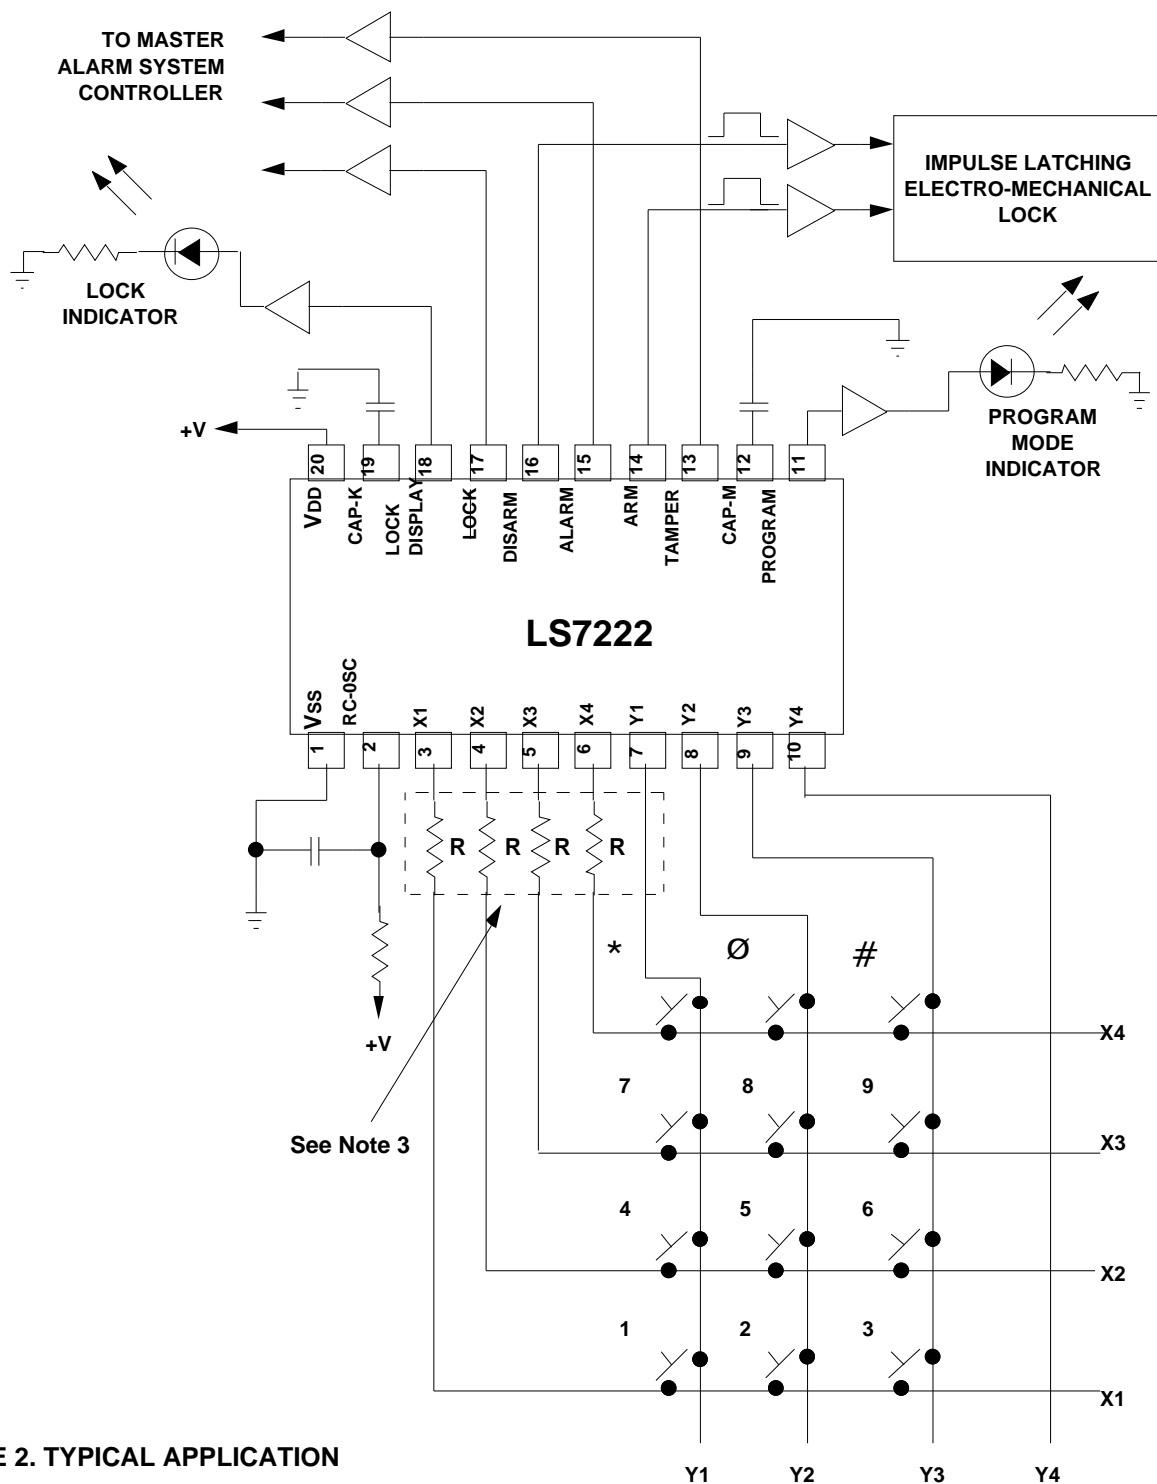 TO MASTER
ALARM SYSTEM
CONTROLLER
IMPULSE LATCHING
ELECTRO-MECHANICAL
LOCK
LOCK
INDICATOR
PROGRAM
MODE
INDICATOR
+V
20
19
18
17
16
15
14
13
12
11
VDD
CAP-K
LOCK
DISPLAY
LOCK
DISARM
ALARM
ARM
TAMPER
CAP-M
PROGRAM
LS7222
VSS
RC-0SC
X1
X2
X3
X4
Y1
Y2
Y3
Y4
1
2
3
4
5
6
7
8
9
10
R R R R
* Ø #
+V
X4
7 8 9
See Note 3
X3
4 5 6
X2
1 2 3
X1
E 2. TYPICAL APPLICATION
Y1 Y2 Y3 Y4